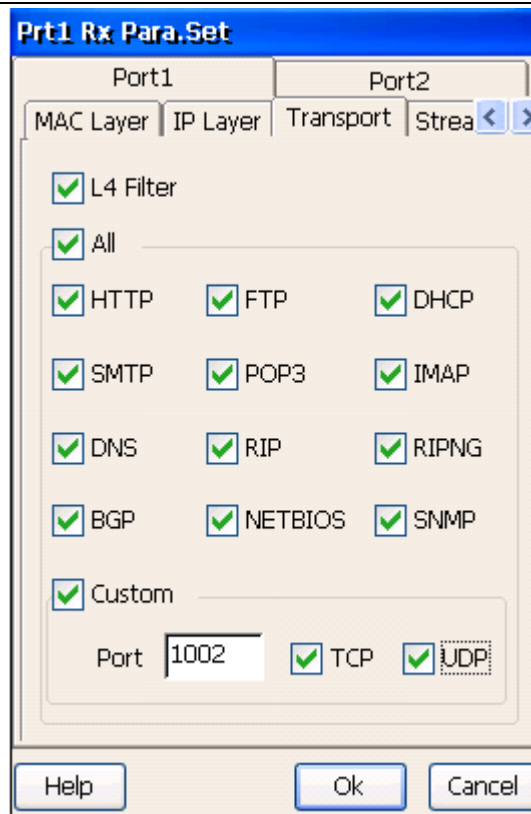 Prt1 Rx Para.Set
Port1 Port2
MAC Layer IP Layer Transport Strea
L4 Filter
All
HTTP FTP DHCP
SMTP POP3 IMAP
DNS RIP RIPNG
BGP NETBIOS SNMP
Custom
Port 1002 TCP UDP
Help Ok Cancel